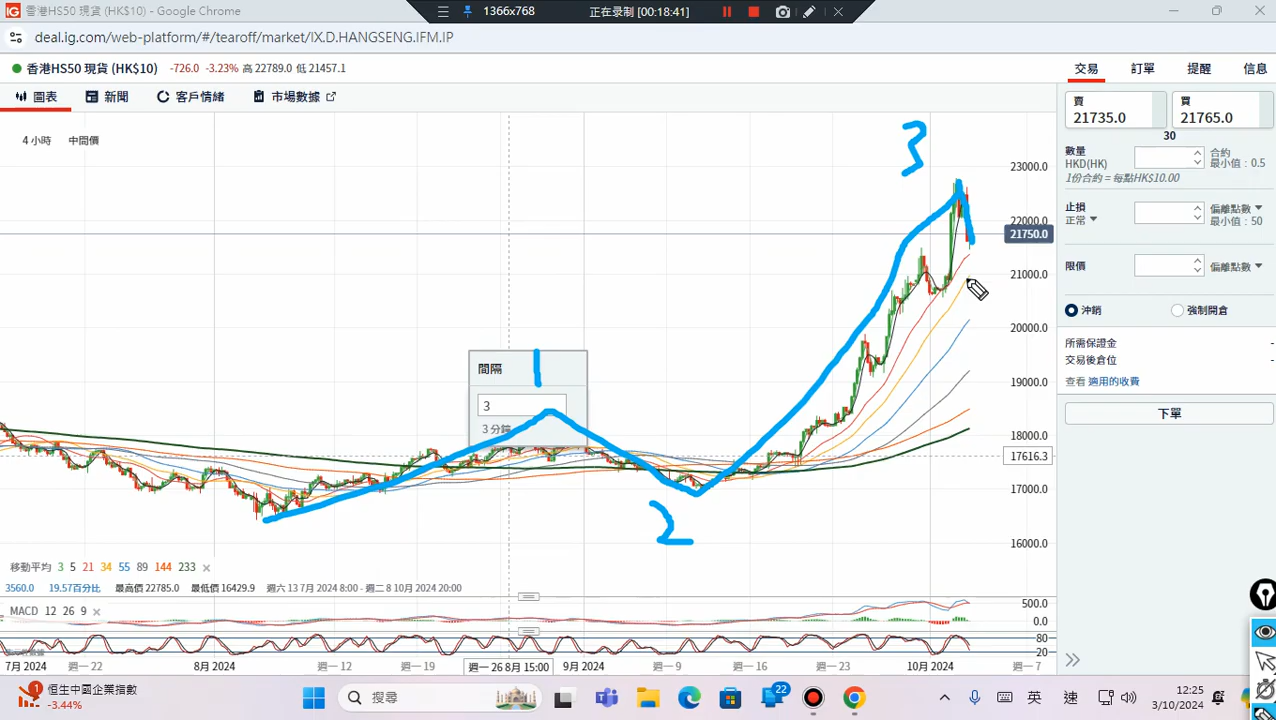 香港HS50 現貨 (HK$10) - Google Chrome
1366x768
正在录制 [00:18:41]
deal.ig.com/web-platform/#/tearoff/market/IX.D.HANGSENG.IFM.IP
香港HS50 現貨 (HK$10) -726.0 -3.23% 高 22789.0 低 21457.1
交易 訂單 提醒 信息
圖表 新聞 客戶情緒 市場數據
4 小時 中間價
賣 21735.0
買 21765.0
30
數量
HKD(HK)
合約
最小值 : 0.5
1份合約 = 每點HK$10.00
止損
正常
偏離點數
最小值 : 50
限價
偏離點數
沖銷 強制開倉
所需保證金 -
交易後倉位 -
查看 適用的收費
下單
3
1
2
23000.0
22000.0
21750.0
21000.0
20000.0
19000.0
18000.0
17616.3
17000.0
16000.0
間隔
3
3 分鐘
移動平均 3 5 21 34 55 89 144 233
3560.0 19.57百分比 最高價 22785.0 最低價 16429.9 週六 13 7月 2024 8:00 - 週二 8 10月 2024 20:00
MACD 12 26 9
500.0
0.0
80
20
7月 2024 週一 22 8月 2024 週一 12 週一 19 週一 26 8月 15:00 9月 2024 週一 9 週一 16 週一 23 10月 2024 週一 7
1
恒生中國企業指數
-3.44%
搜尋
22
英 速
12:25
3/10/2024